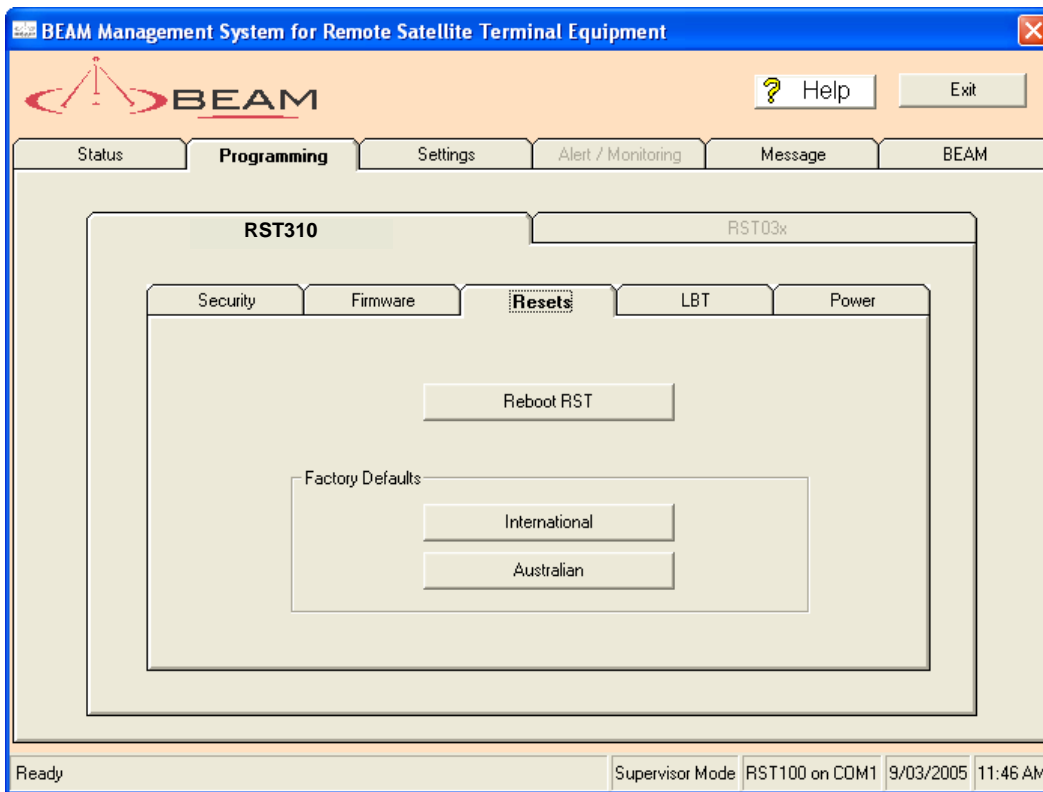 BEAM Management System for Remote Satellite Terminal Equipment
BEAM
? Help
Exit
Status
Programming
Settings
Alert / Monitoring
Message
BEAM
RST310
RST03x
Security
Firmware
Resets
LBT
Power
Reboot RST
Factory Defaults
International
Australian
Ready
Supervisor Mode
RST100 on COM1
9/03/2005
11:46 AM